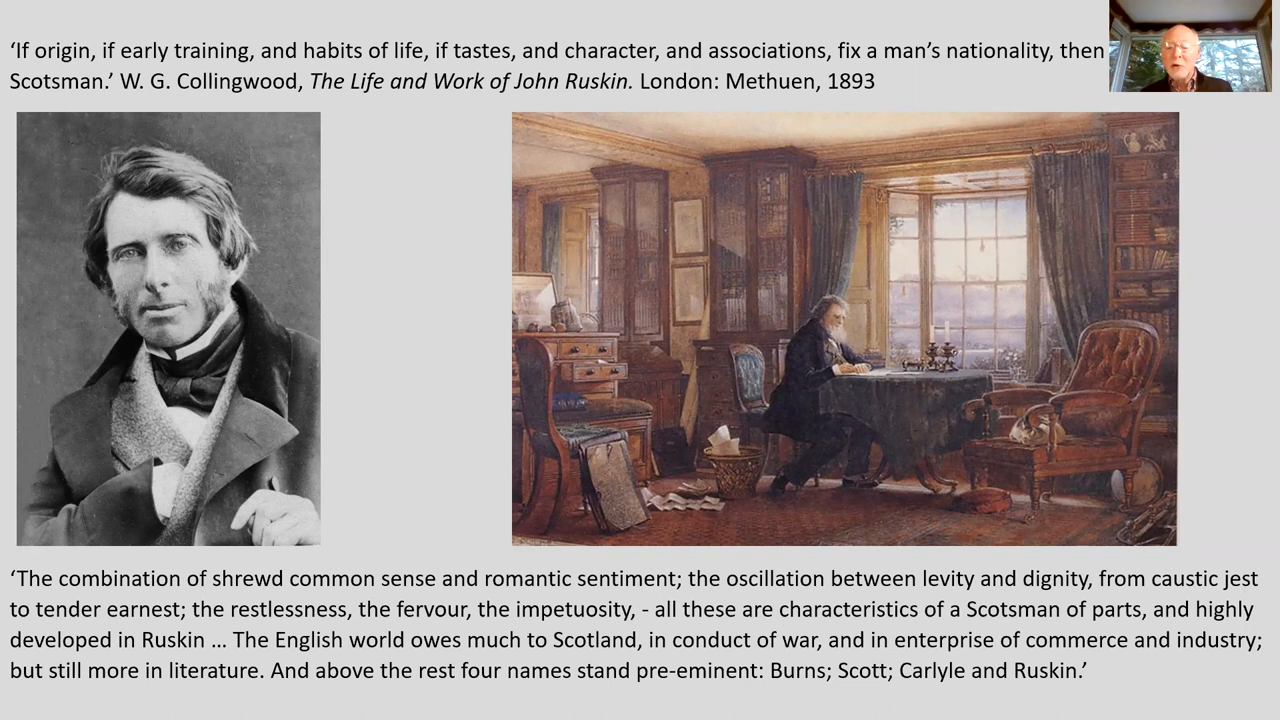 ‘If origin, if early training, and habits of life, if tastes, and character, and associations, fix a man’s nationality, then
Scotsman.’ W. G. Collingwood, The Life and Work of John Ruskin. London: Methuen, 1893
‘The combination of shrewd common sense and romantic sentiment; the oscillation between levity and dignity, from caustic jest
to tender earnest; the restlessness, the fervour, the impetuosity, - all these are characteristics of a Scotsman of parts, and highly
developed in Ruskin ... The English world owes much to Scotland, in conduct of war, and in enterprise of commerce and industry;
but still more in literature. And above the rest four names stand pre-eminent: Burns; Scott; Carlyle and Ruskin.’